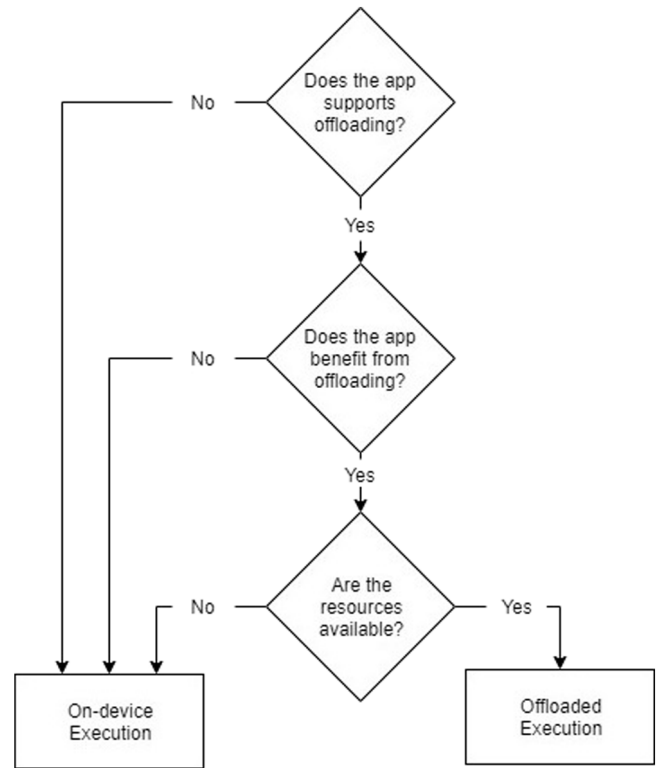 Does the app
supports
offloading?
No
Yes
Does the app
benefit from
offloading?
No
Yes
Are the
resources
available?
No
Yes
On-device
Execution
Offloaded
Execution